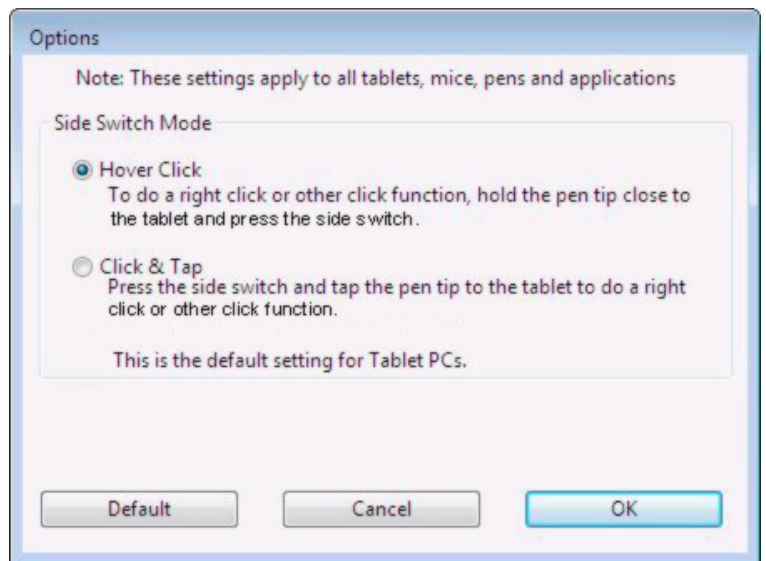 Options
Note: These settings apply to all tablets, mice, pens and applications
Side Switch Mode
Hover Click
To do a right click or other click function, hold the pen tip close to
the tablet and press the side switch.
Click & Tap
Press the side switch and tap the pen tip to the tablet to do a right
click or other click function.
This is the default setting for Tablet PCs.
Default
Cancel
OK